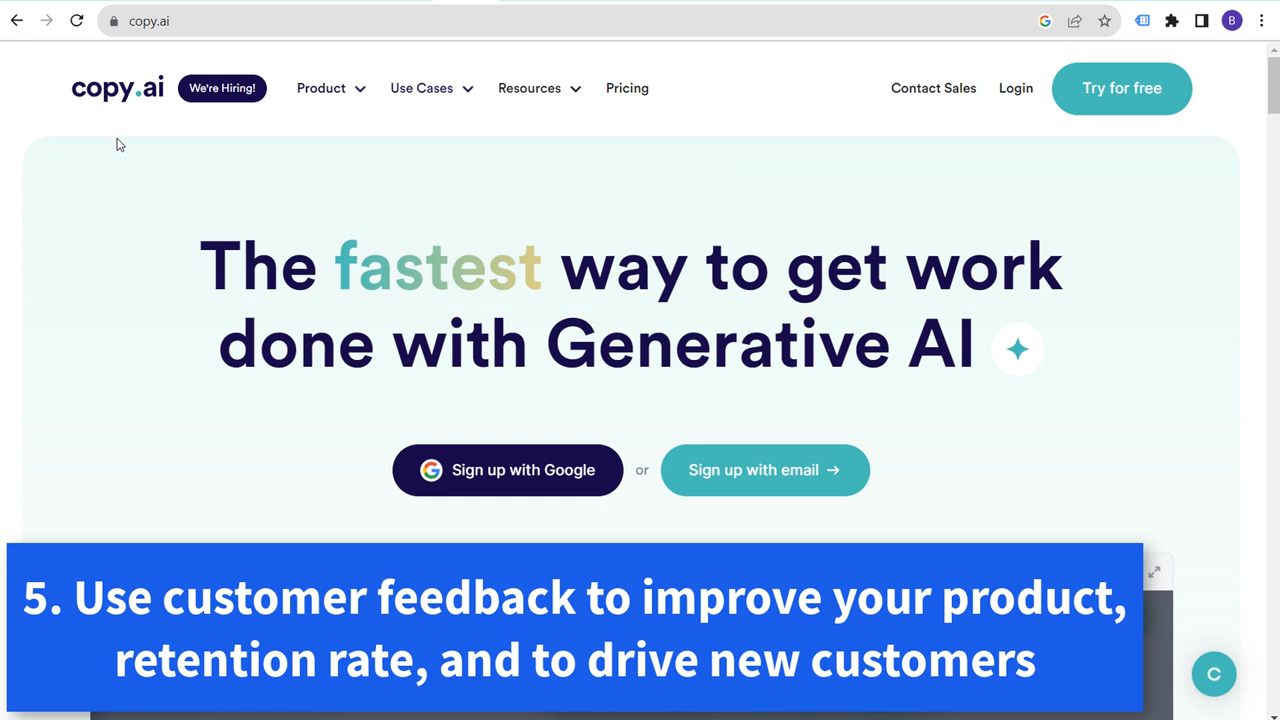 copy.ai
B
copy.ai We're Hiring! Product Use Cases Resources Pricing Contact Sales Login Try for free
The fastest way to get work
done with Generative AI
Sign up with Google or Sign up with email →
5. Use customer feedback to improve your product,
retention rate, and to drive new customers
C